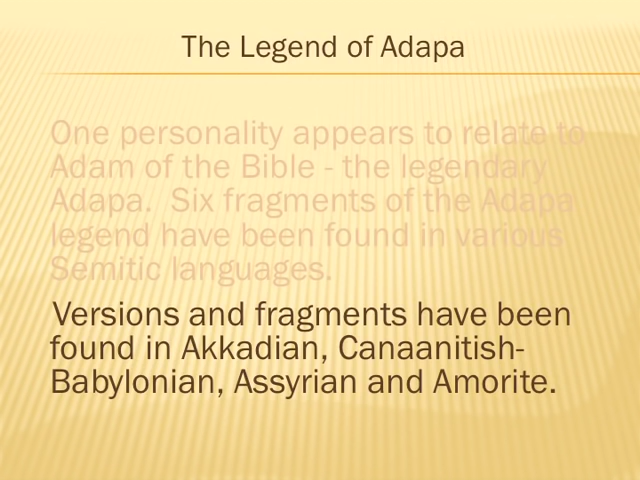 The Legend of Adapa
One personality appears to relate to
Adam of the Bible - the legendary
Adapa.  Six fragments of the Adapa
legend have been found in various
Semitic languages.
Versions and fragments have been
found in Akkadian, Canaanitish-
Babylonian, Assyrian and Amorite.